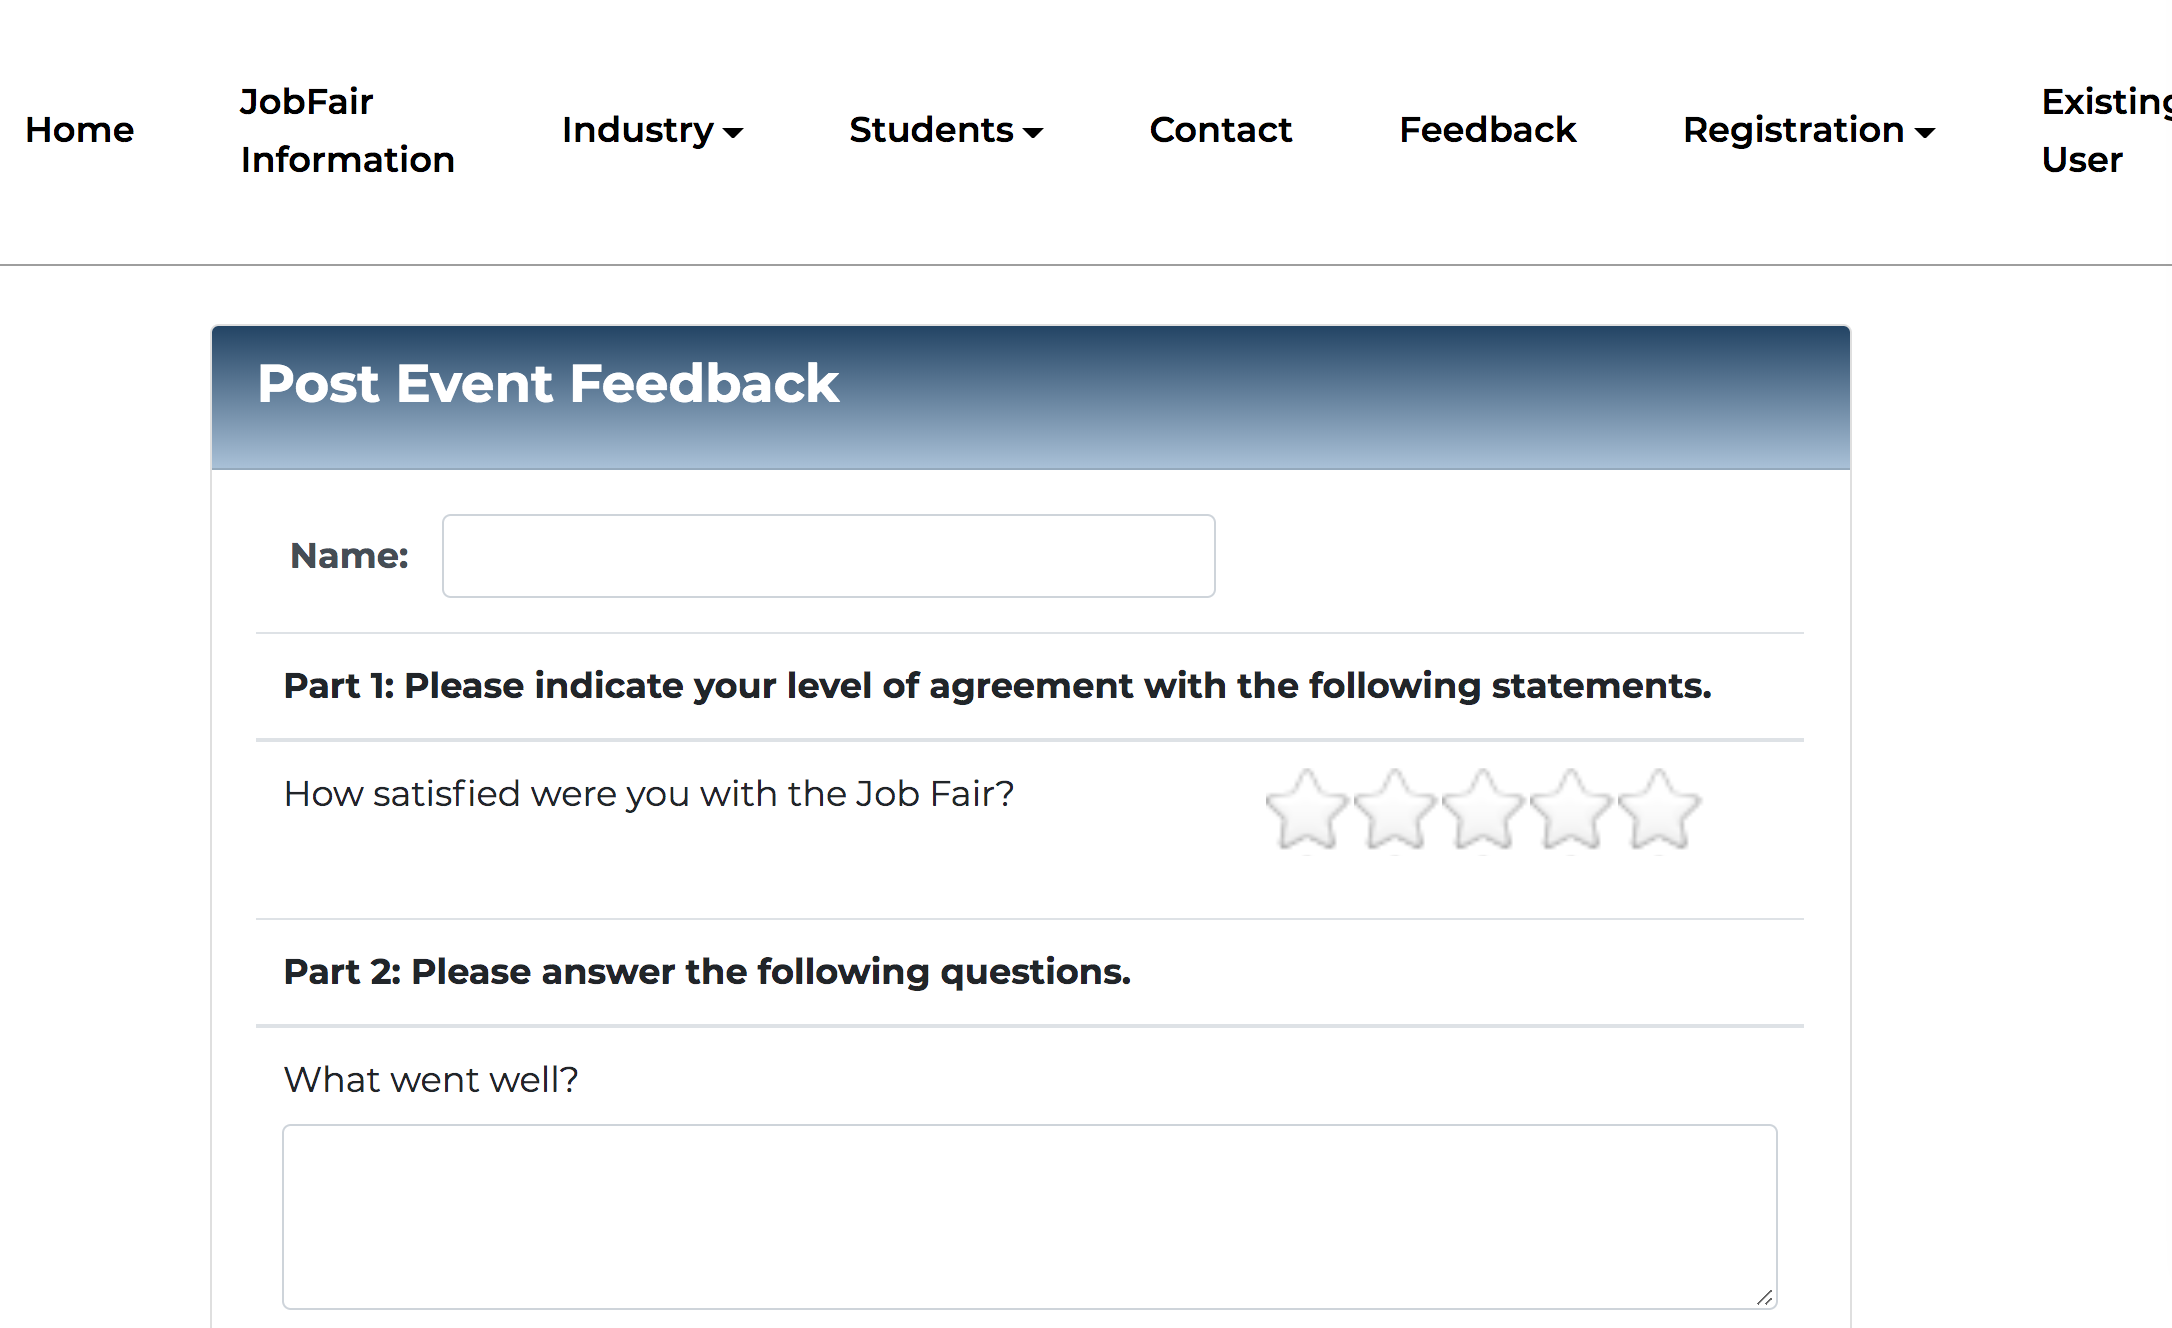 Home
JobFair
Information
Industry
Students
Contact
Feedback
Registration
Existing
User
Post Event Feedback
Name:
Part 1: Please indicate your level of agreement with the following statements.
How satisfied were you with the Job Fair?
Part 2: Please answer the following questions.
What went well?